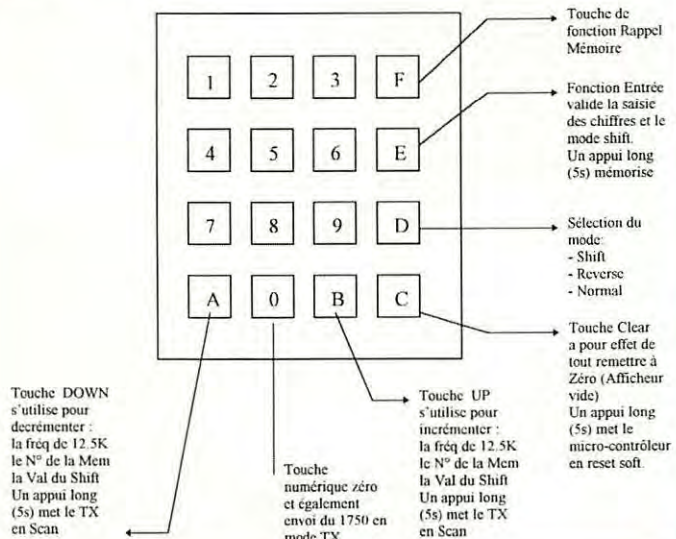 Touche de
fonction Rappel
Mémoire
1 2 3 F
Fonction Entrée
valide la saisie
des chiffres et le
mode shift.
Un appui long
(5s) mémorise
4 5 6 E
7 8 9 D
Sélection du
mode:
- Shift
- Reverse
- Normal
A 0 B C
Touche Clear
a pour effet de
tout remettre à
Zéro (Afficheur
vide)
Un appui long
(5s) met le
micro-contrôleur
en reset soft.
Touche DOWN
s'utilise pour
decrémenter :
la fréq de 12.5K
le N° de la Mem
la Val du Shift
Un appui long
(5s) met le TX
en Scan
Touche
numérique zéro
et également
envoi du 1750 en
mode TX
Touche UP
s'utilise pour
incrémenter :
la fréq de 12.5K
le N° de la Mem
la Val du Shift
Un appui long
(5s) met le TX
en Scan